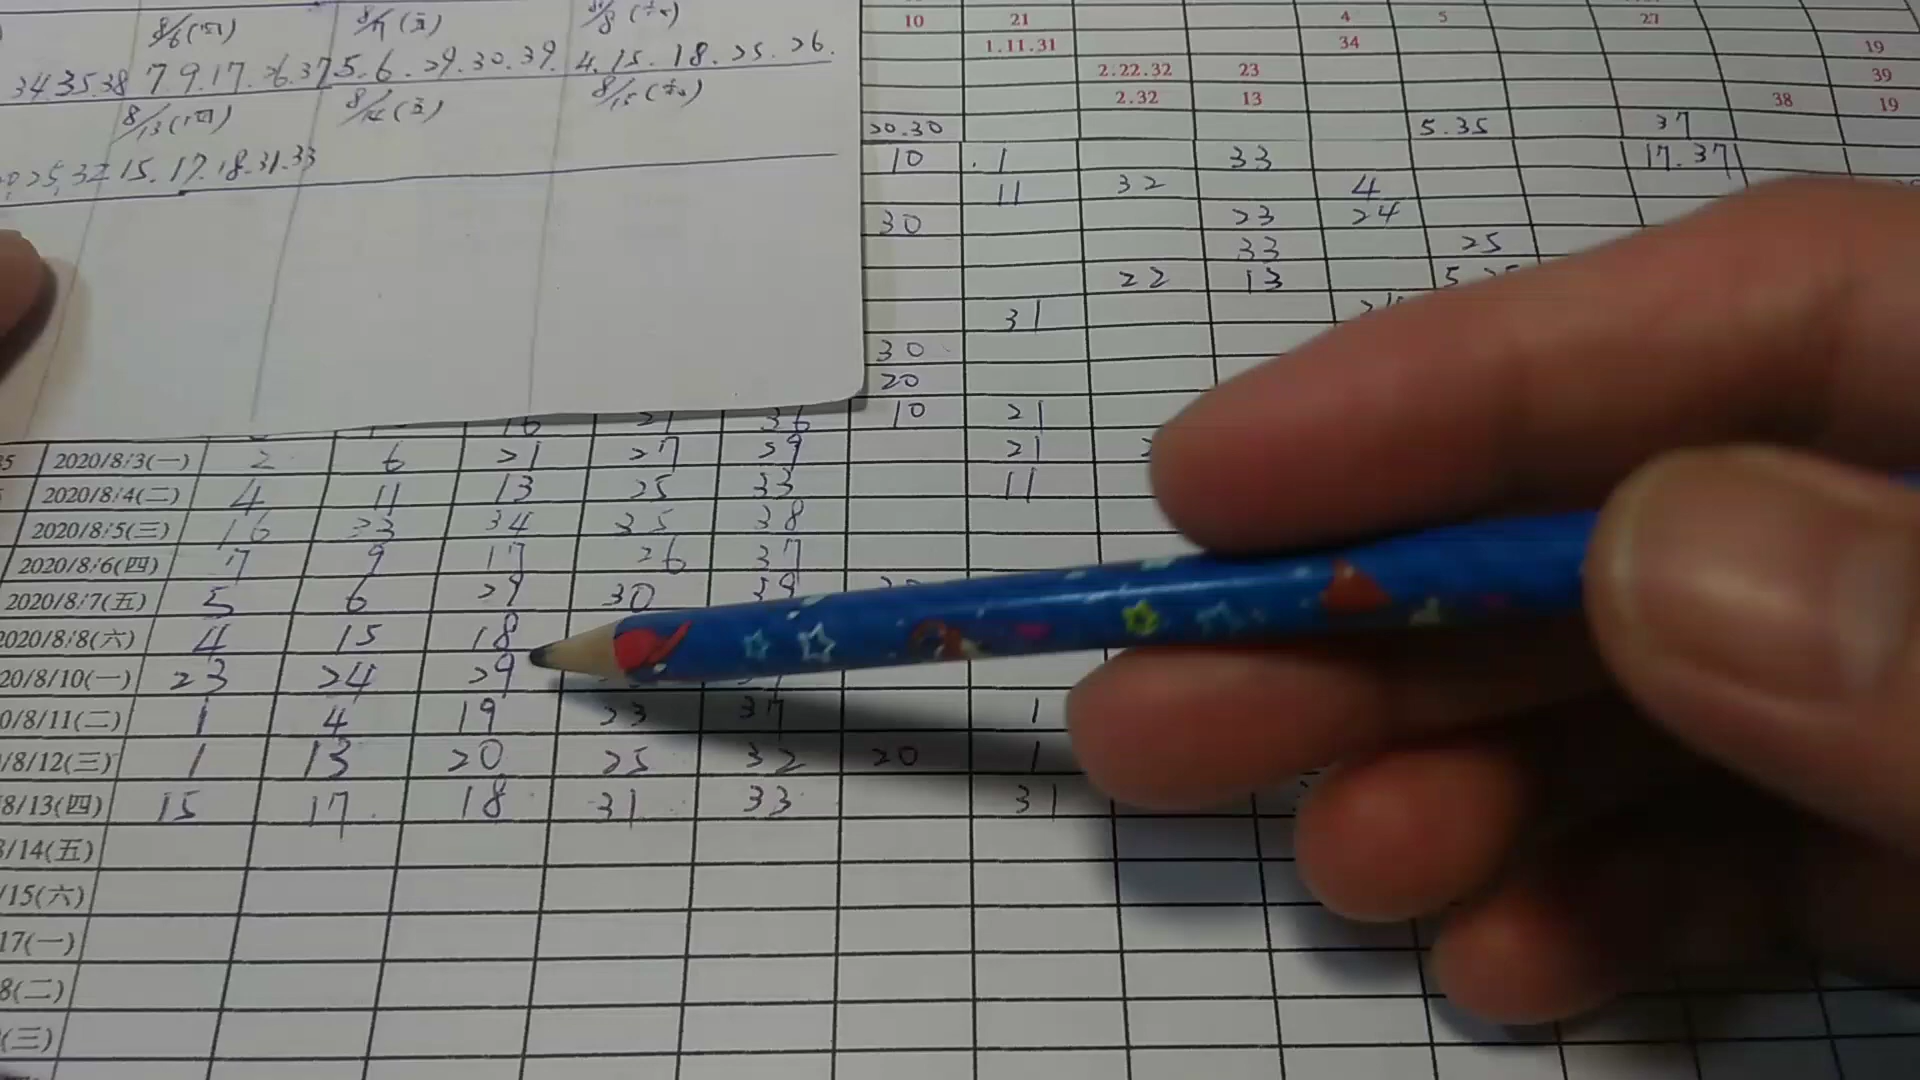 8/6(四) 8/7(五) 8/8(六)
34.35.38 7.9.17.26.37 5.6.29.30.39. 4.15.18.25.26.
8/13(四) 8/14(五) 8/15(六)
25.32 15.17.18.31.33
10 21 4 5 27
1.11.31 34 19
2.22.32 23 39
2.32 13 38 19
20.30 5.35 37
10 1 33 17.37
11 32 4
30 23 24
33 25
22 13
31
30
20
16 21 36 10 21
2020/8/3(一) 2 6 21 27 39 21
2020/8/4(二) 4 11 13 25 33 11
2020/8/5(三) 16 23 34 35 38
2020/8/6(四) 7 9 17 26 37
2020/8/7(五) 5 6 29 30 39
2020/8/8(六) 4 15 18
20/8/10(一) 23 24 29
0/8/11(二) 1 4 19 23 37 1
/8/12(三) 1 13 20 25 32 20 1
8/13(四) 15 17 18 31 33 31
/14(五)
/15(六)
17(一)
8(二)
(三)